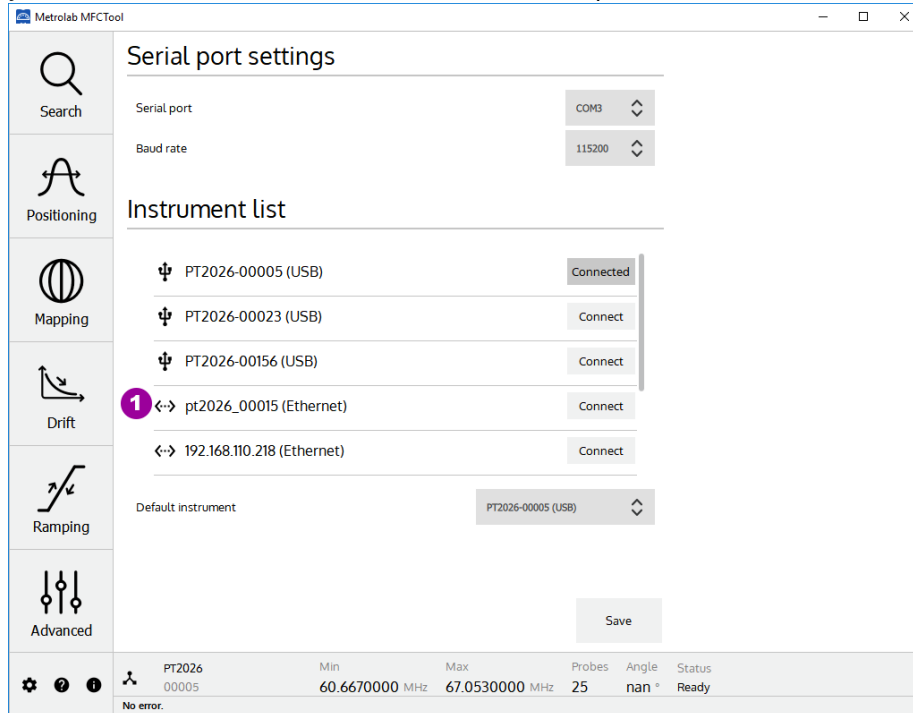 Metrolab MFCTool
Search
Positioning
Mapping
Drift
Ramping
Advanced
Serial port settings
Serial port COM3
Baud rate 115200
Instrument list
PT2026-00005 (USB) Connected
PT2026-00023 (USB) Connect
PT2026-00156 (USB) Connect
1 pt2026_00015 (Ethernet) Connect
192.168.110.218 (Ethernet) Connect
Default instrument PT2026-00005 (USB)
Save
PT2026 Min Max Probes Angle Status
00005 60.6670000 MHz 67.0530000 MHz 25 nan ° Ready
No error.